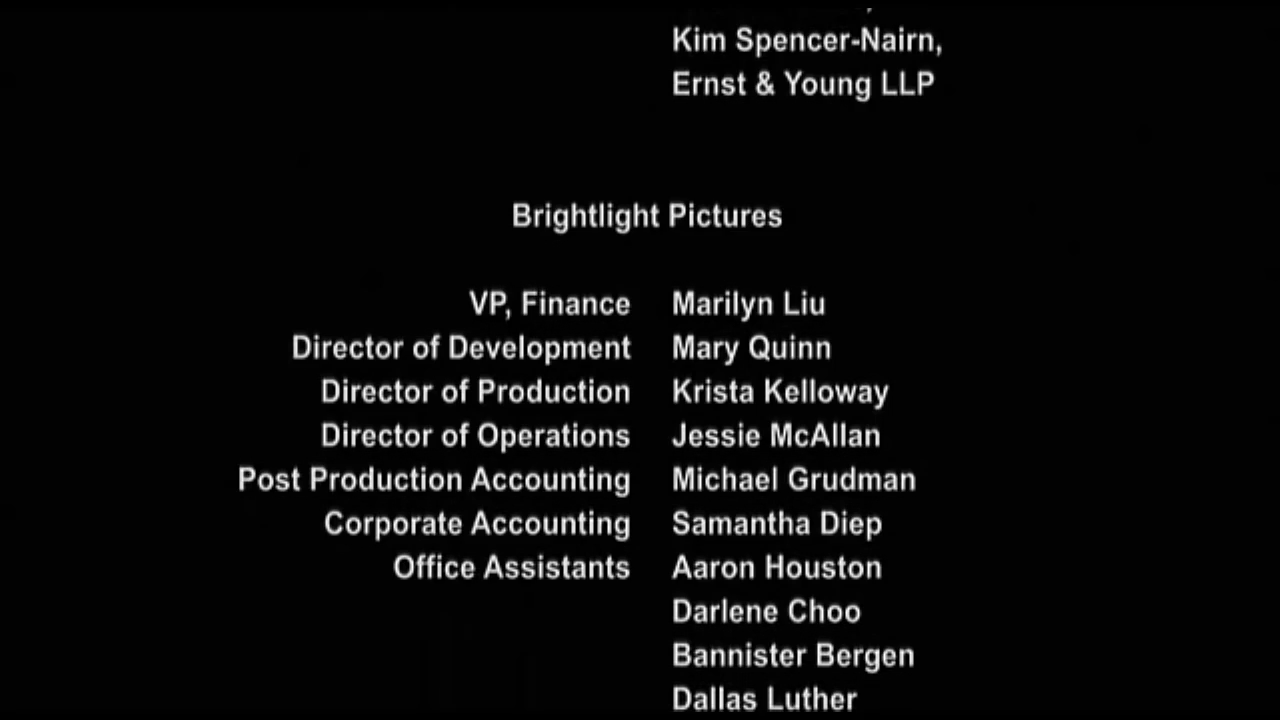 Kim Spencer-Nairn,
Ernst & Young LLP
Brightlight Pictures
VP, Finance Marilyn Liu
Director of Development Mary Quinn
Director of Production Krista Kelloway
Director of Operations Jessie McAllan
Post Production Accounting Michael Grudman
Corporate Accounting Samantha Diep
Office Assistants Aaron Houston
Darlene Choo
Bannister Bergen
Dallas Luther